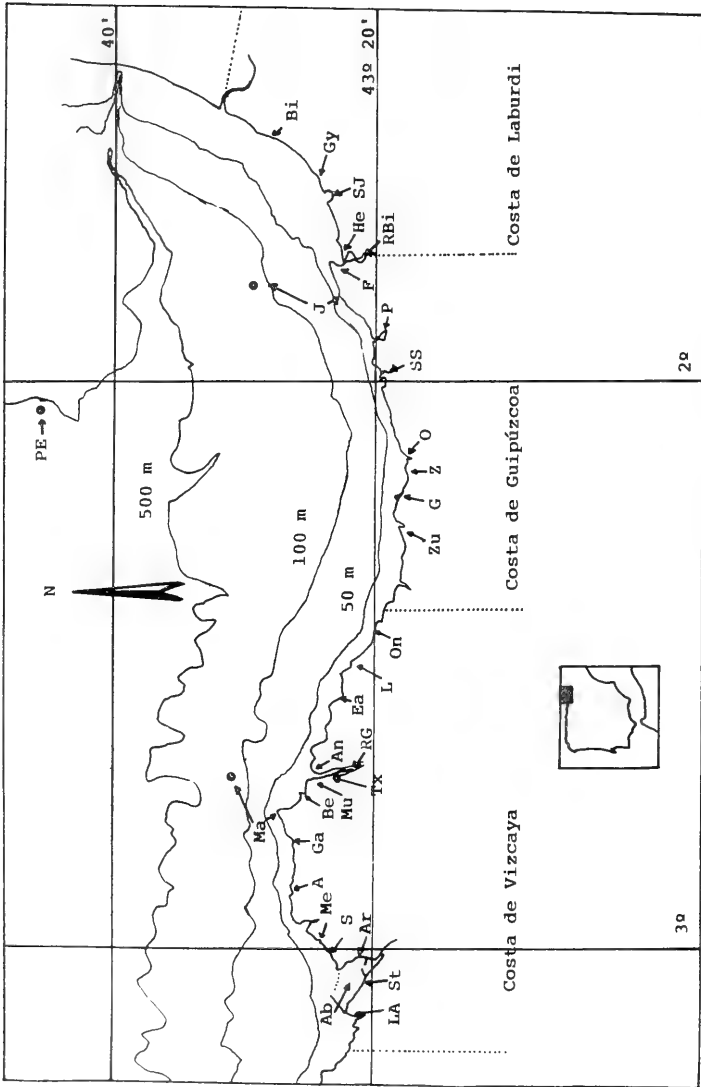 40'
43º 20'
N
PE
500 m
100 m
50 m
Bi
Gy
SJ
He
RBi
F
J
P
SS
O
Z
G
Zu
On
L
Ea
An
RG
Tx
Mu
Be
Ma
Ga
A
Me
S
Ar
Ab
St
LA
3º
2º
Costa de Vizcaya
Costa de Guipúzcoa
Costa de Laburdi